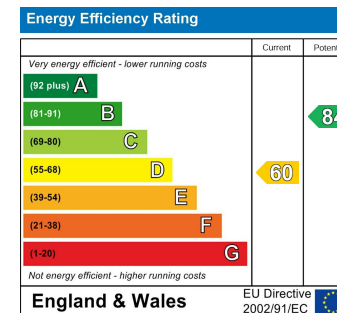 Energy Efficiency Rating
Current
Very energy efficient - lower running costs
(92 plus) A
(81-91) B
84
(69-80) C
(55-68) D
60
(39-54) E
(21-38) F
(1-20) G
Not energy efficient - higher running costs
England & Wales
EU Directive
2002/91/EC